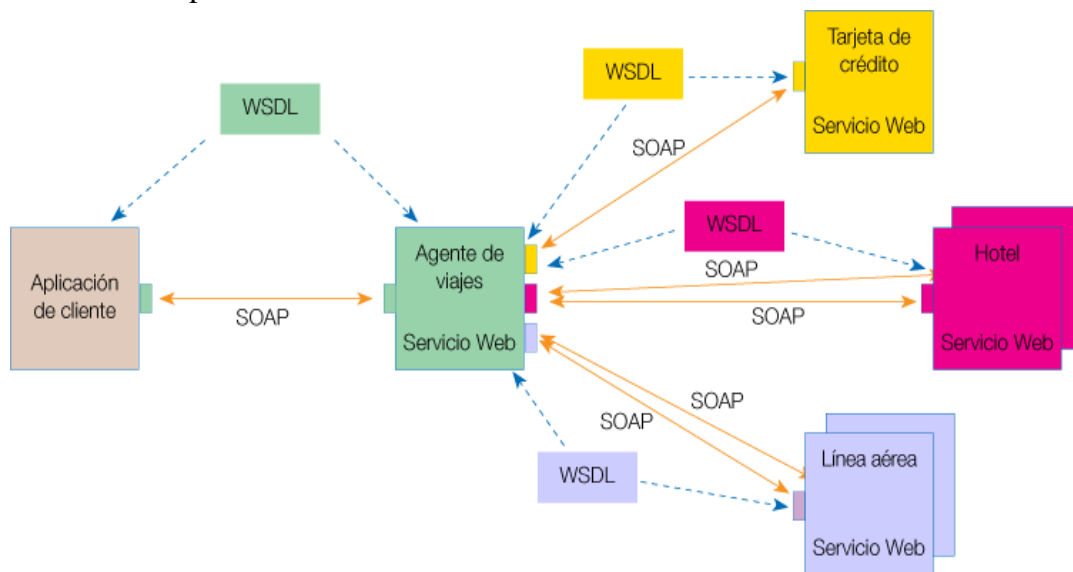 Tarjeta de
crédito
Servicio Web
WSDL
WSDL
SOAP
WSDL
Agente de
viajes
Servicio Web
Hotel
Servicio Web
SOAP
SOAP
Aplicación
de cliente
SOAP
SOAP
SOAP
WSDL
Línea aérea
Servicio Web